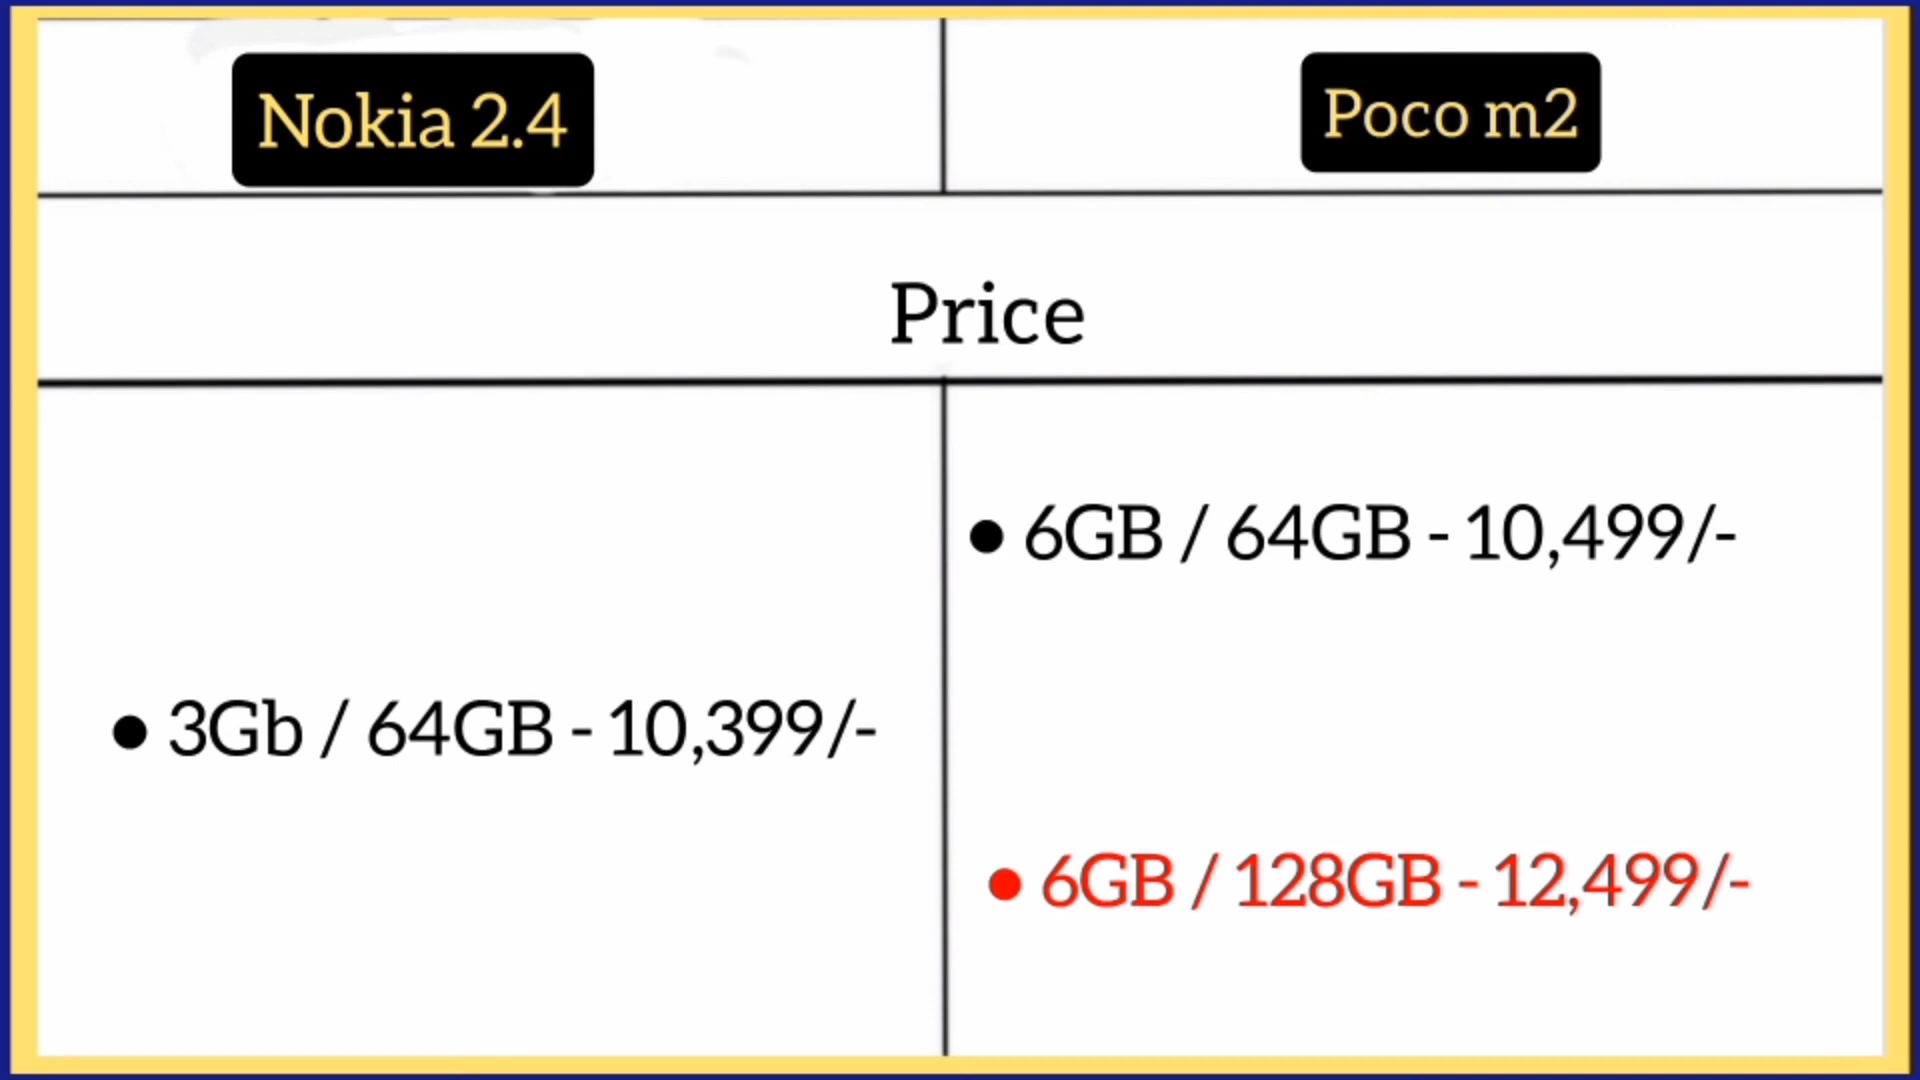 Nokia 2.4
Poco m2
Price
• 6GB / 64GB - 10,499/-
• 3Gb / 64GB - 10,399/-
• 6GB / 128GB - 12,499/-